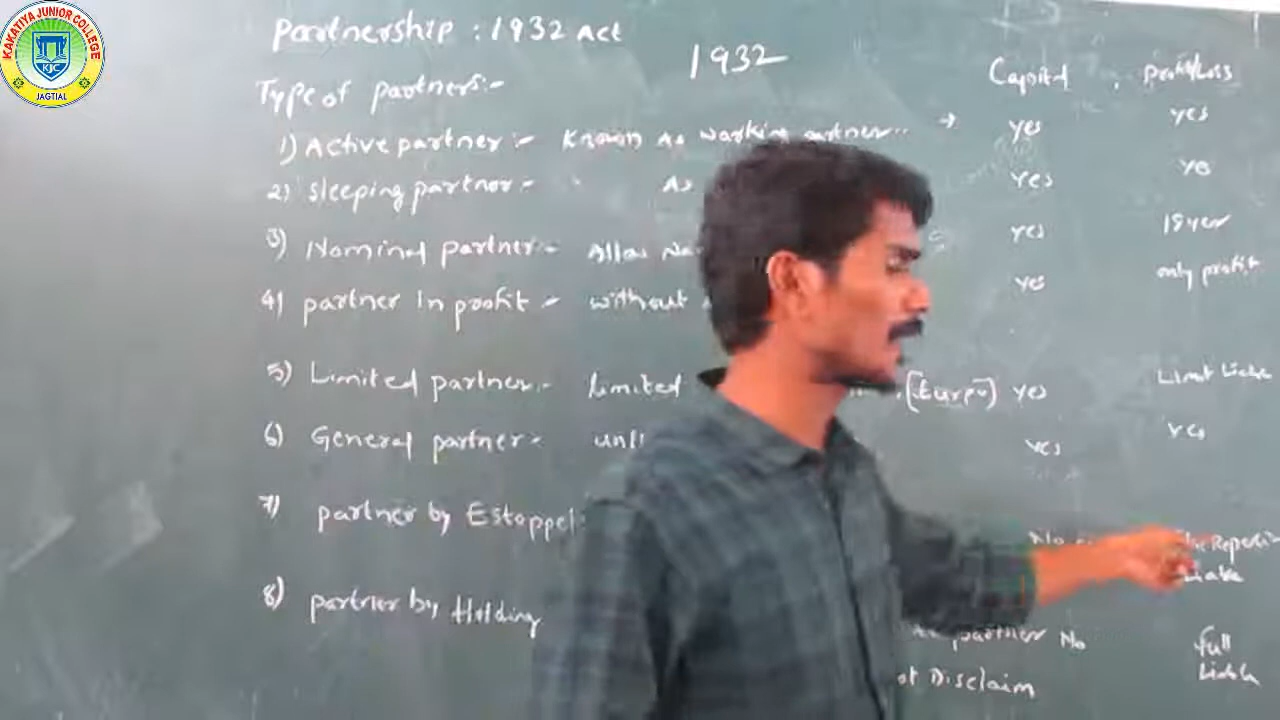 KAKATIYA JUNIOR COLLEGE
KJC
JAGTIAL
Partnership : 1932 Act
1932
Capital , Profit/Loss
Type of partners:-
1) Active partner :- Known As working partner.. → yes yes
2) Sleeping partner :- As yes
3) Nominal partner :- Allow yes
4) partner in profit :- without yes only profit
5) Limited partner :- Limited yes Limit Liable
6) General partner :- yes yes
7) partner by Estoppel No
Liable
8) partner by Holding
partner No full
ot Disclaim Liable